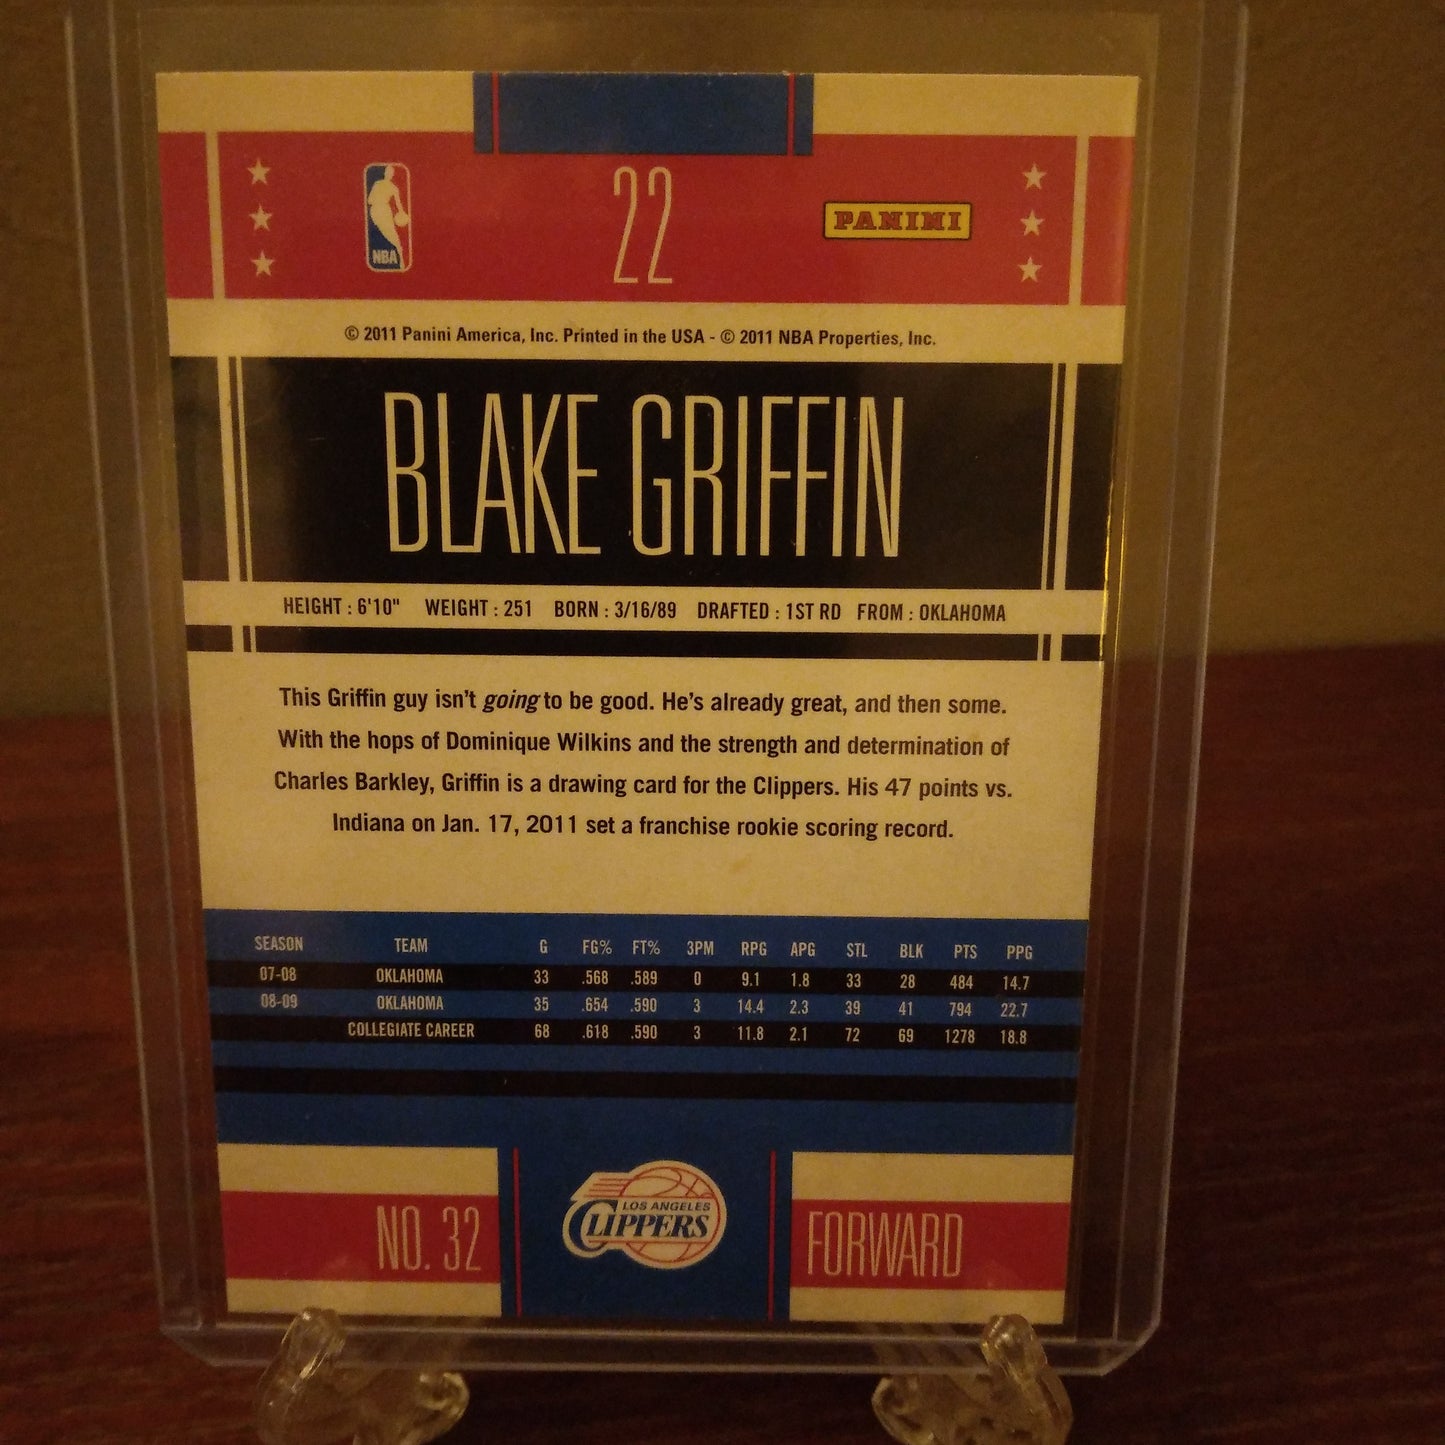 22
NBA
PANINI
© 2011 Panini America, Inc. Printed in the USA - © 2011 NBA Properties, Inc.
BLAKE GRIFFIN
HEIGHT : 6'10" WEIGHT : 251 BORN : 3/16/89 DRAFTED : 1ST RD FROM : OKLAHOMA
This Griffin guy isn't going to be good. He's already great, and then some.
With the hops of Dominique Wilkins and the strength and determination of
Charles Barkley, Griffin is a drawing card for the Clippers. His 47 points vs.
Indiana on Jan. 17, 2011 set a franchise rookie scoring record.
SEASON TEAM G FG% FT% 3PM RPG APG STL BLK PTS PPG
07-08 OKLAHOMA 33 .568 .589 0 9.1 1.8 33 28 484 14.7
08-09 OKLAHOMA 35 .654 .590 3 14.4 2.3 39 41 794 22.7
COLLEGIATE CAREER 68 .618 .590 3 11.8 2.1 72 69 1278 18.8
NO. 32
LOS ANGELES
CLIPPERS
FORWARD